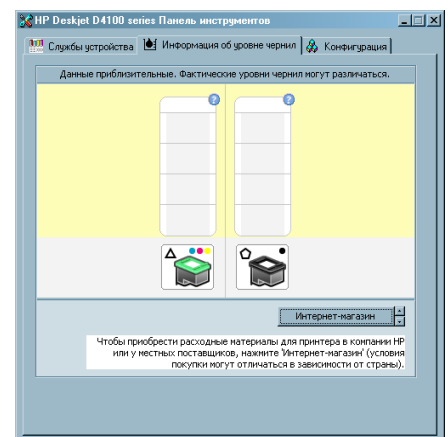 HP Deskjet D4100 series Панель инструментов
Службы устройства Информация об уровне чернил Конфигурация
Данные приблизительные. Фактические уровни чернил могут различаться.
? ?
Интернет-магазин
Чтобы приобрести расходные материалы для принтера в компании HP
или у местных поставщиков, нажмите 'Интернет-магазин' (условия
покупки могут отличаться в зависимости от страны).